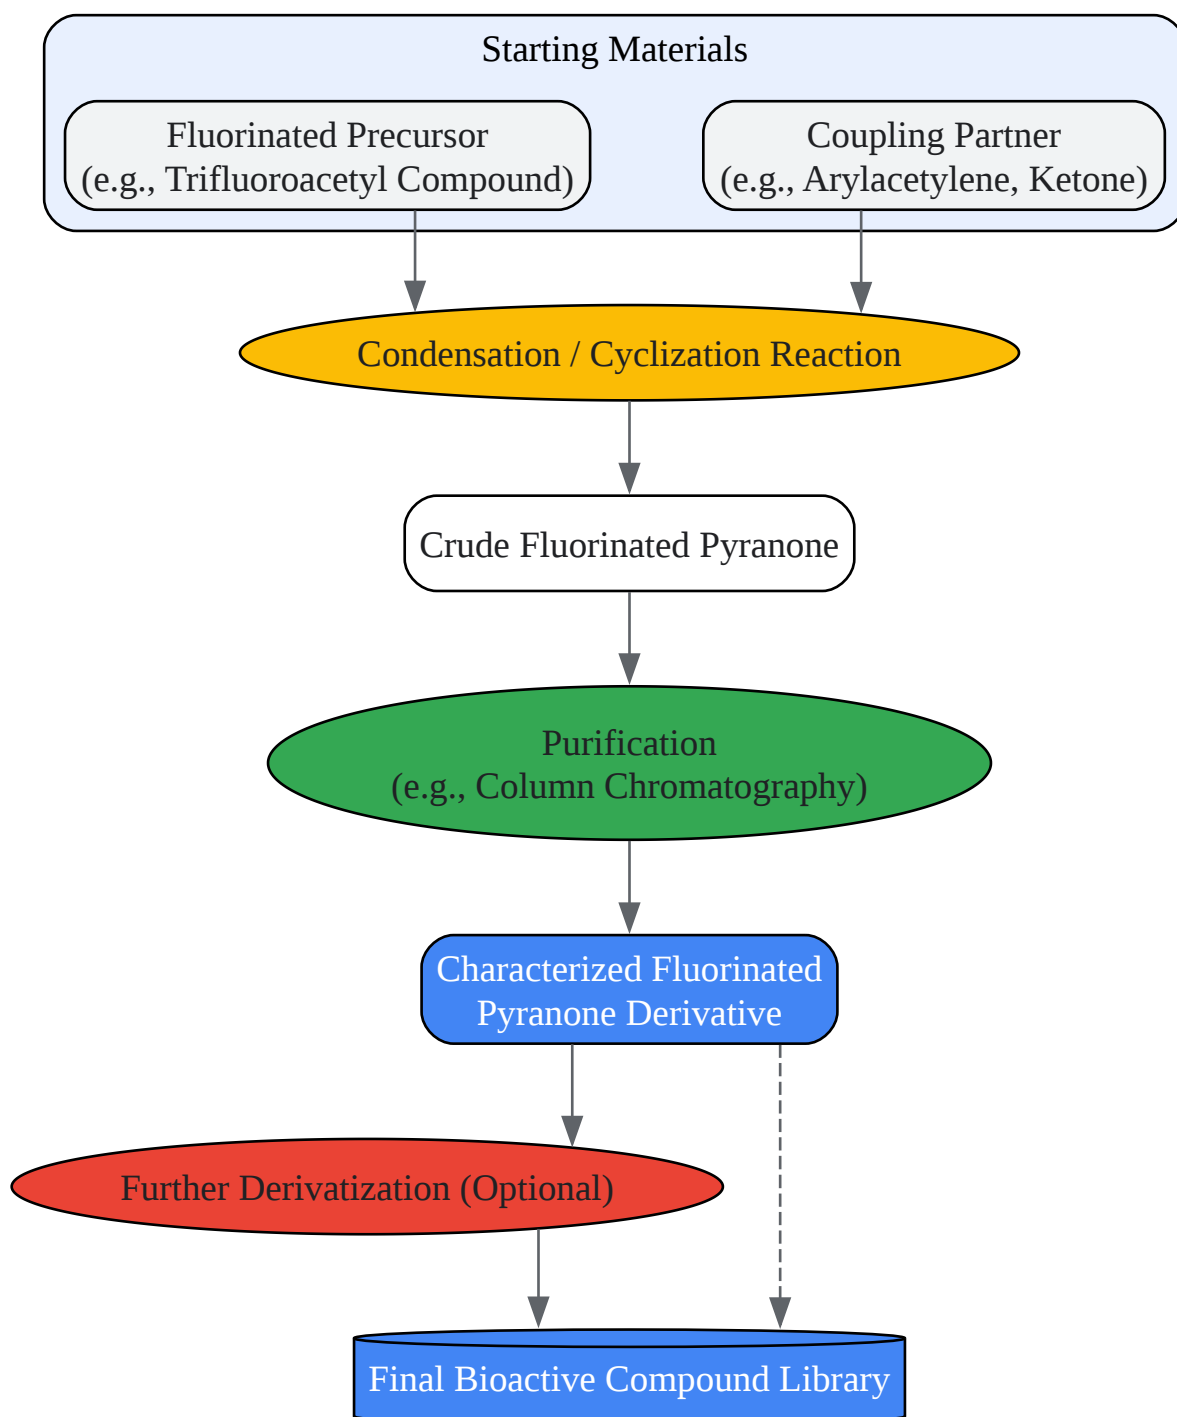 Starting Materials
Fluorinated Precursor
(e.g., Trifluoroacetyl Compound)
Coupling Partner
(e.g., Arylacetylene, Ketone)
Condensation / Cyclization Reaction
Crude Fluorinated Pyranone
Purification
(e.g., Column Chromatography)
Characterized Fluorinated
Pyranone Derivative
Further Derivatization (Optional)
Final Bioactive Compound Library